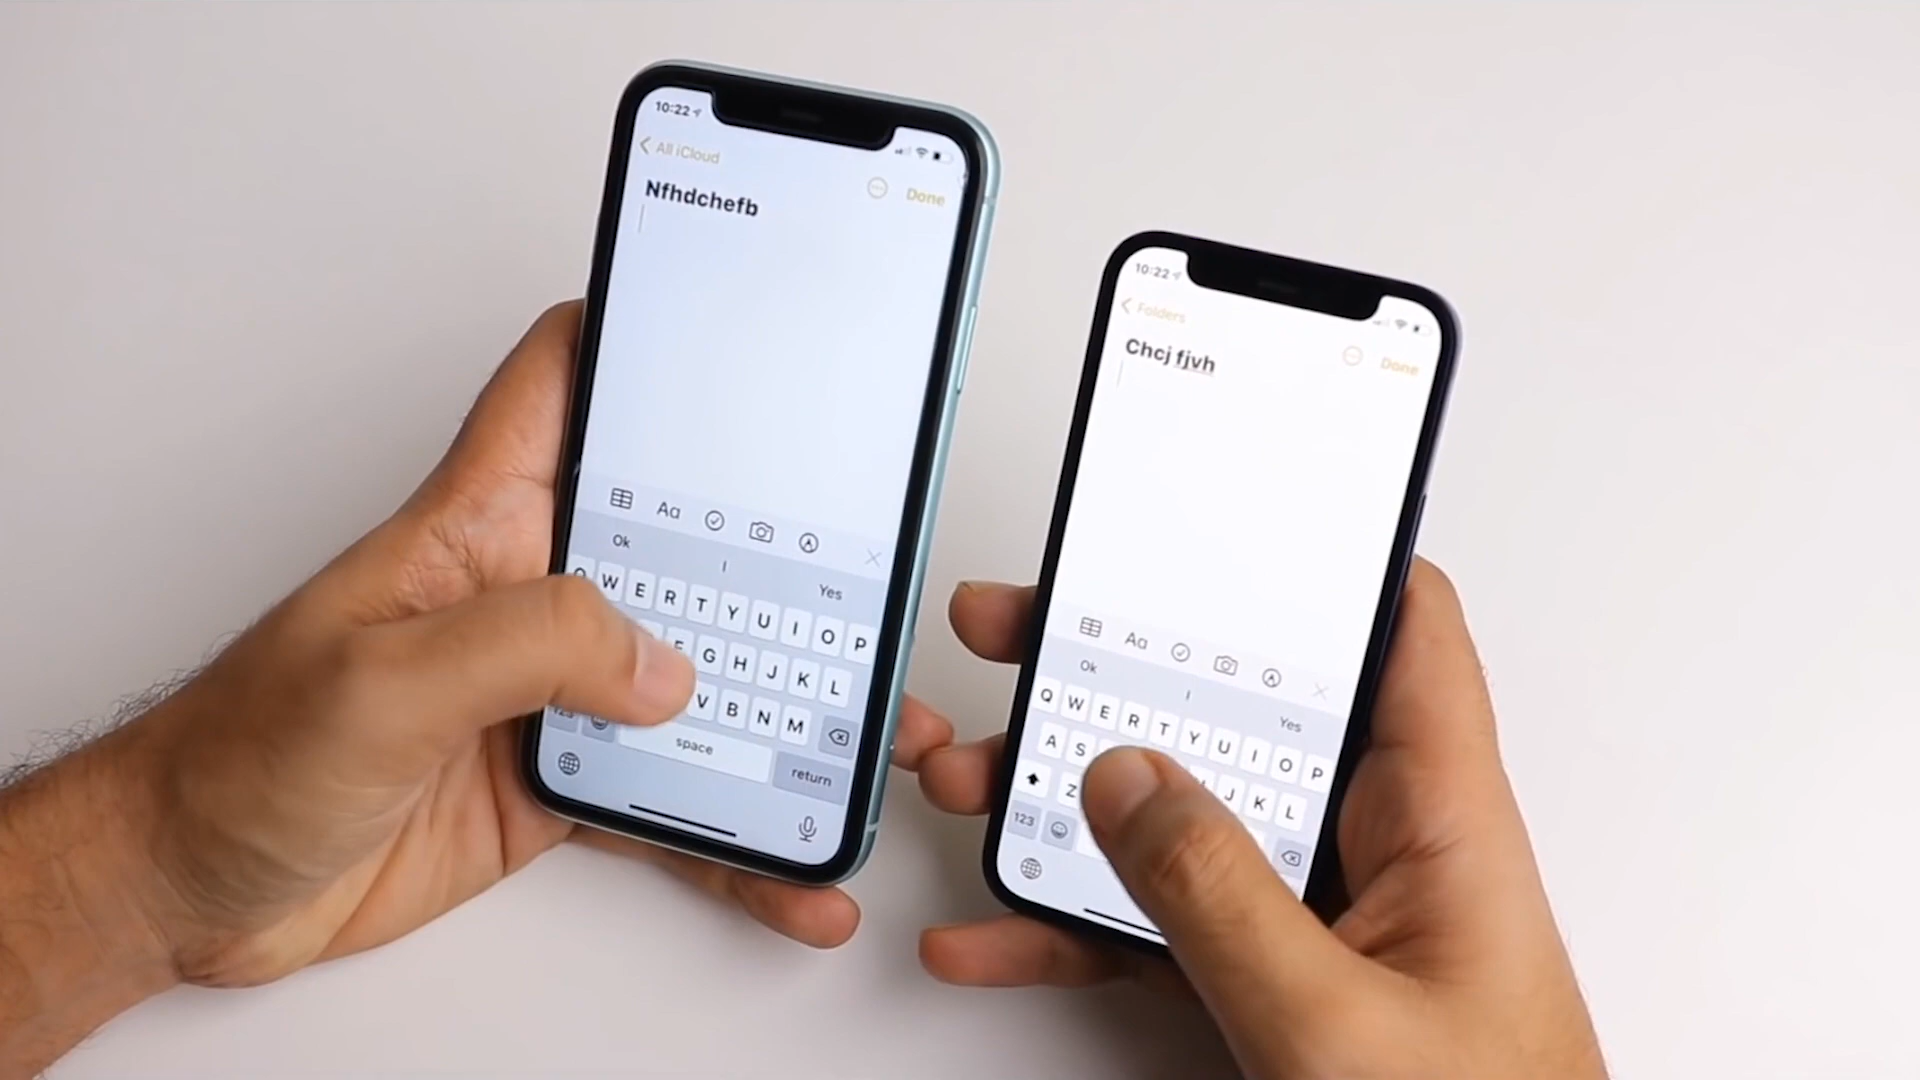 10:22
All iCloud
Done
Nfhdchefb
Aa
Ok
I
Yes
Q W E R T Y U I O P
F G H J K L
V B N M
123
space
return
10:22
Folders
Done
Chcj fjvh
Aa
Ok
I
Yes
Q W E R T Y U I O P
A S J K L
Z
123